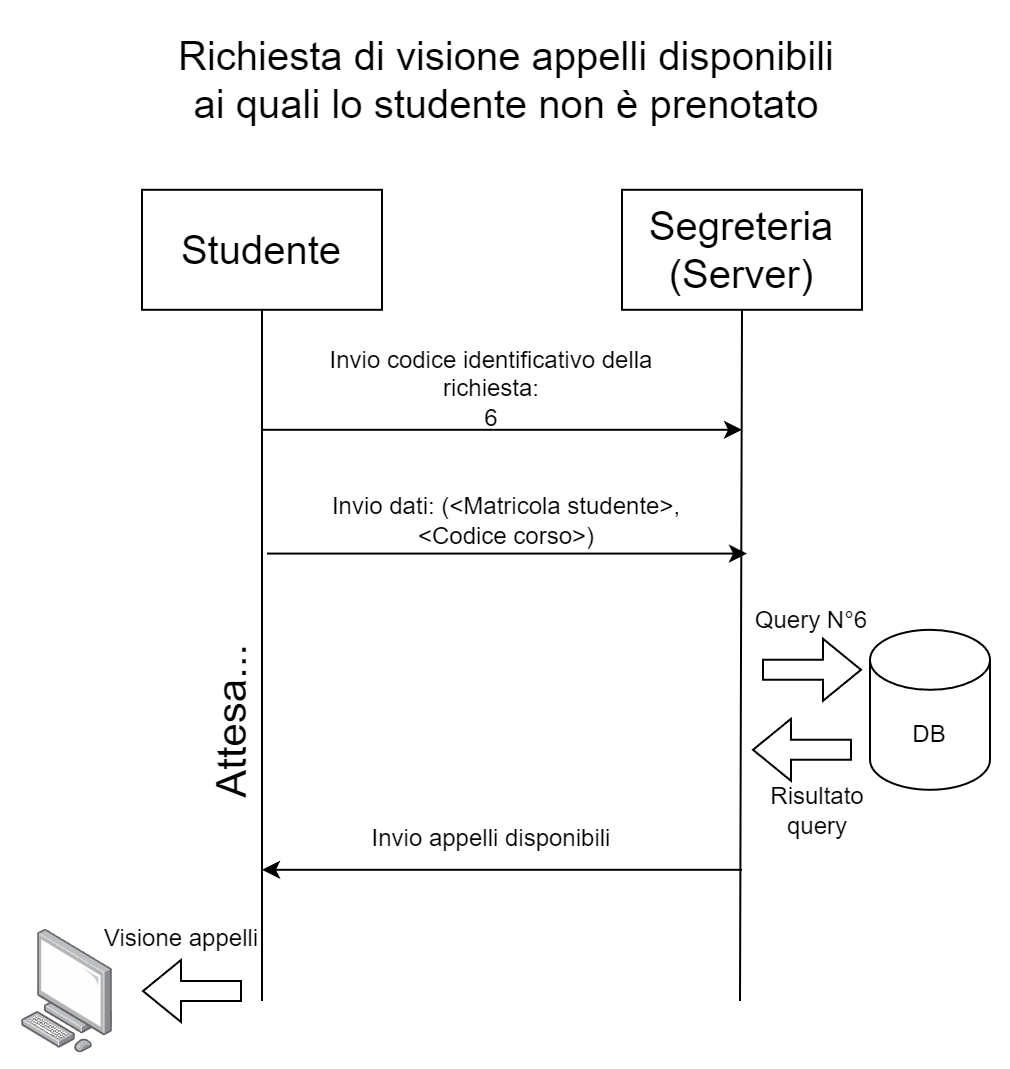 Richiesta di visione appelli disponibili
ai quali lo studente non è prenotato
Studente
Segreteria
(Server)
Invio codice identificativo della
richiesta:
6
Invio dati: (<Matricola studente>,
<Codice corso>)
Query N°6
DB
Attesa...
Risultato
query
Invio appelli disponibili
Visione appelli